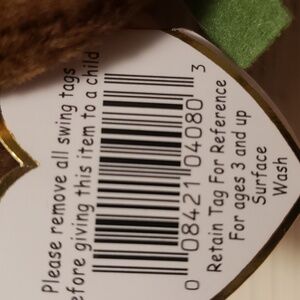 Please remove all swing tags
before giving this item to a child
0 08421 04080 3
Retain Tag For Reference
For ages 3 and up
Surface
Wash